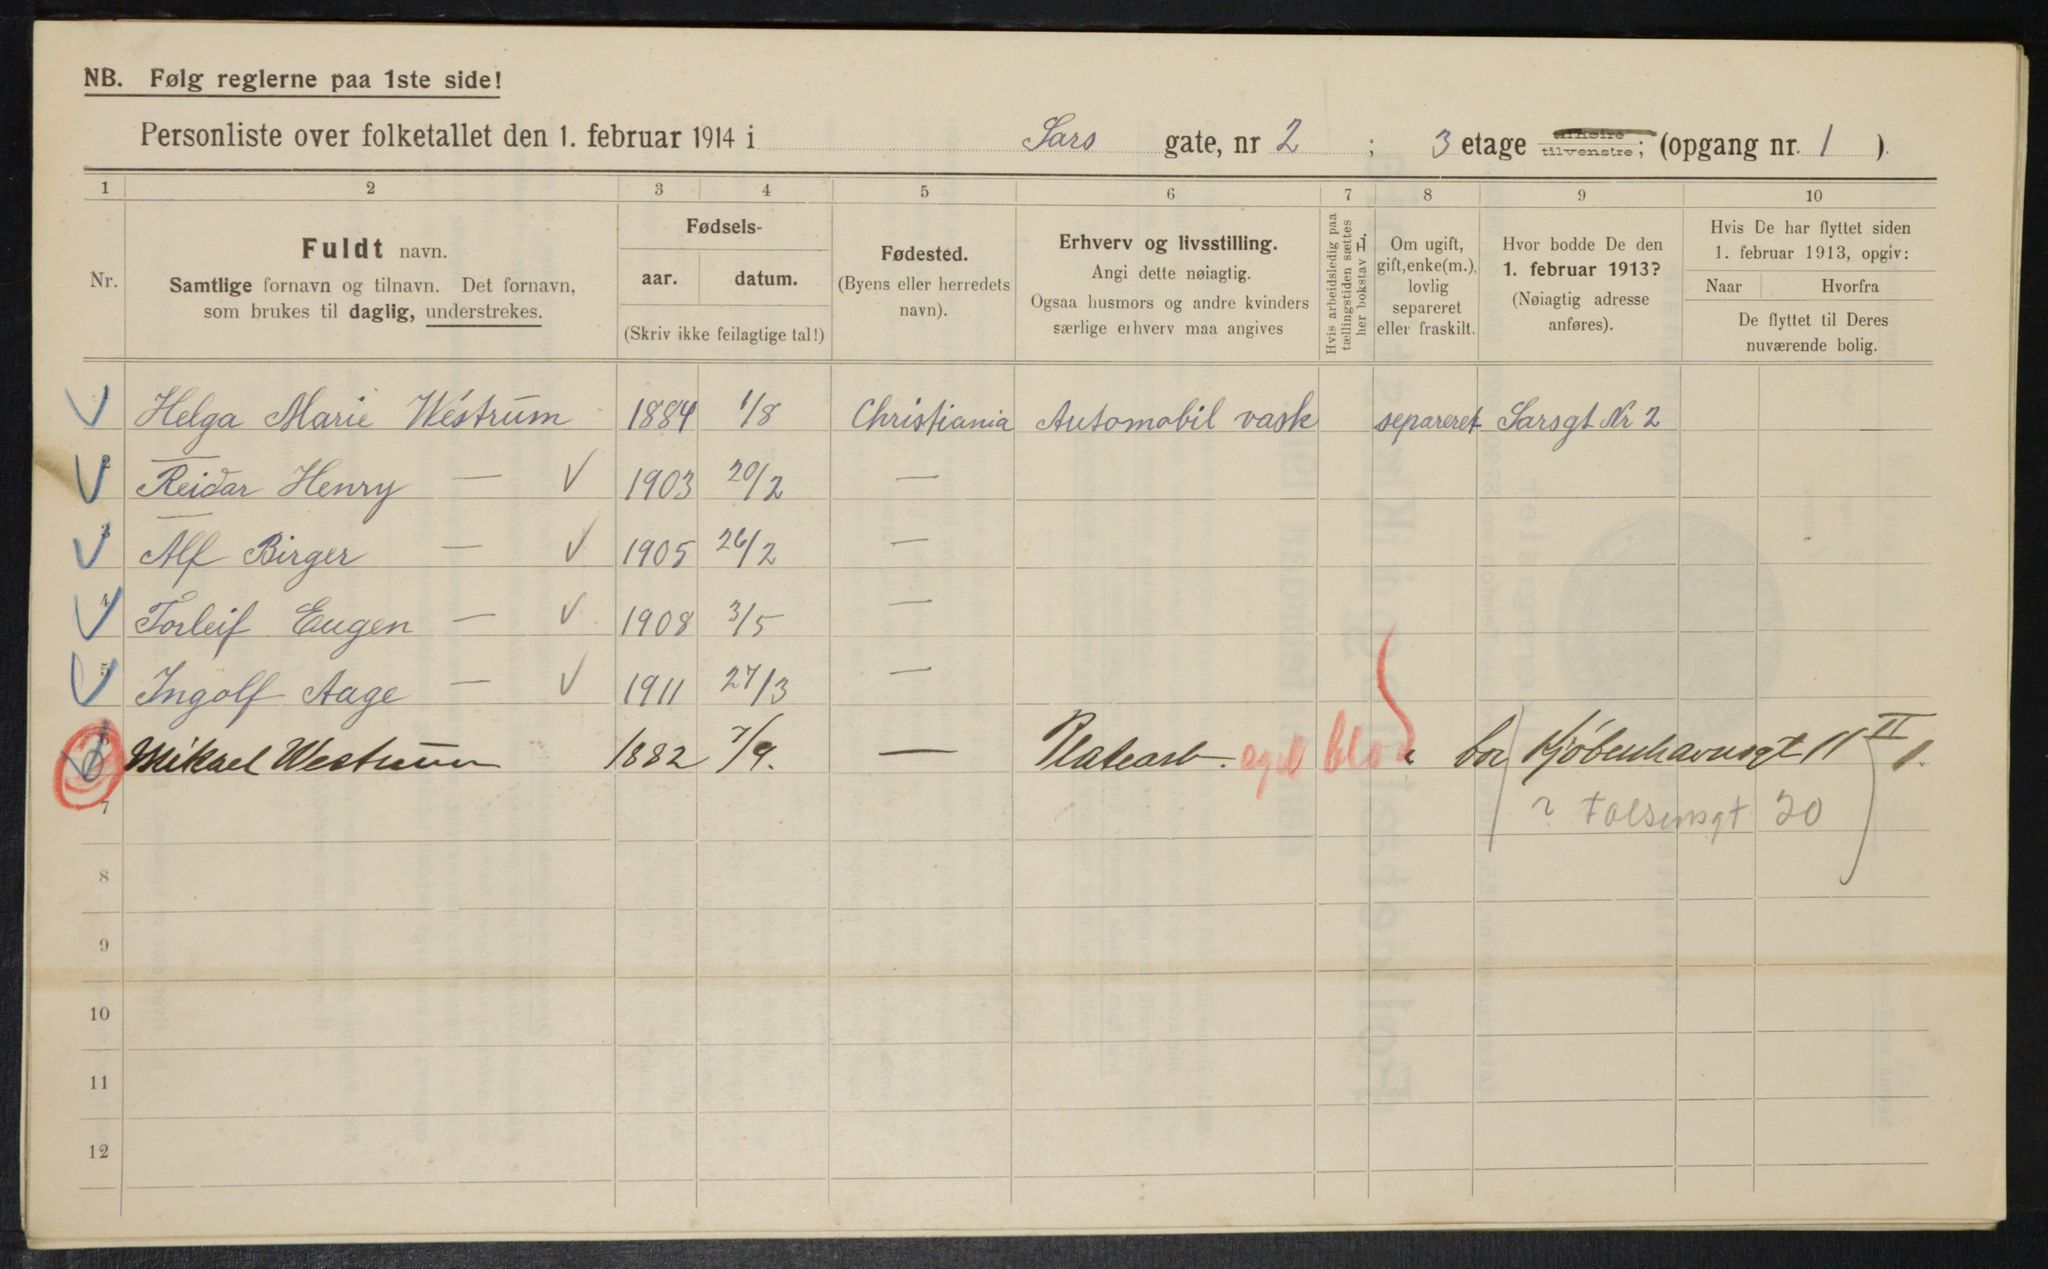 NB. Følg reglerne paa 1ste side!
Personliste over folketallet den 1. februar 1914 i Sars gate, nr 2 ; 3 etage tilhøire tilvenstre; (opgang nr. 1 ).
1 2 3 4 5 6 7 8 9 10
Nr.
Fuldt navn.
Samtlige fornavn og tilnavn. Det fornavn,
som brukes til daglig, understrekes.
Fødsels-
aar. datum.
(Skriv ikke feilagtige tal!)
Fødested.
(Byens eller herredets
navn).
Erhverv og livsstilling.
Angi dette nøiagtig.
Ogsaa husmors og andre kvinders
særlige erhverv maa angives
Hvis arbeidsledig paa
tællingstiden sættes
her bokstav L.
Om ugift,
gift, enke(m.),
lovlig
separeret
eller fraskilt.
Hvor bodde De den
1. februar 1913?
(Nøiagtig adresse
anføres).
Hvis De har flyttet siden
1. februar 1913, opgiv:
Naar Hvorfra
De flyttet til Deres
nuværende bolig.
Helga Marie Westrum 1884 1/8 Christiania Automobil vask separeret Sarsgt Nr 2
2 Reidar Henry — 1903 20/2 —
3 Alf Birger — 1905 26/2 —
4 Torleif Eugen — 1908 3/5 —
5 Ingolf Aage — 1911 27/3 —
6 Mikael Westrum 1882 7/9. — Platearb. bor Kjøbenhavnsgt 11 II
7 20
8
9
10
11
12